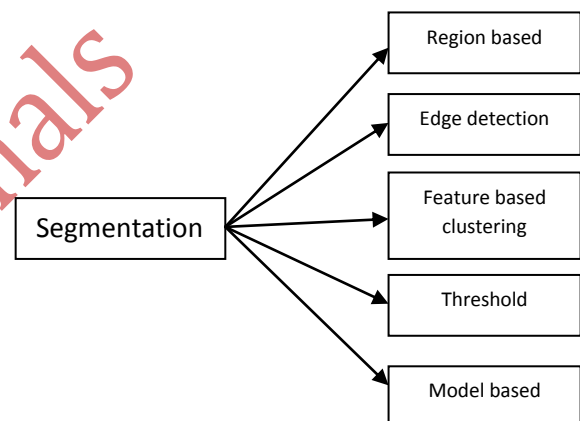 Region based
Edge detection
Feature based
clustering
Segmentation
Threshold
Model based